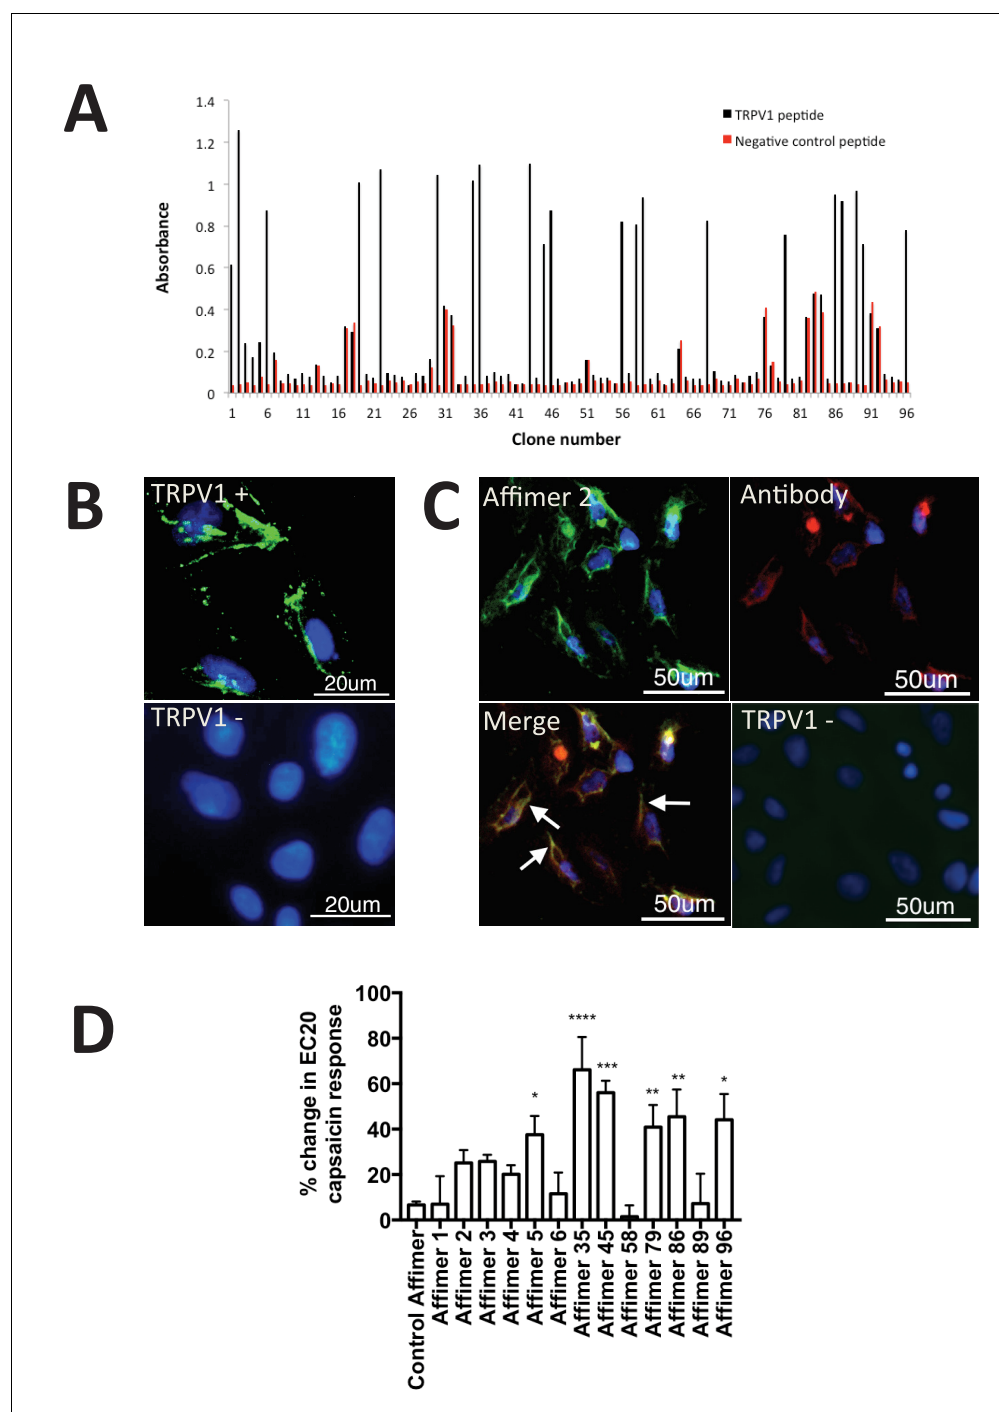 A
1.4
1.2
1
0.8
0.6
0.4
0.2
0
Absorbance
TRPV1 peptide
Negative control peptide
1 6 11 16 21 26 31 36 41 46 51 56 61 66 71 76 81 86 91 96
Clone number
B
TRPV1 +
20um
TRPV1 -
20um
C
Affimer 2
50um
Antibody
50um
Merge
50um
TRPV1 -
50um
D
% change in EC20
capsaicin response
100
80
60
40
20
0
*
****
***
**
**
*
Control Affimer
Affimer 1
Affimer 2
Affimer 3
Affimer 4
Affimer 5
Affimer 6
Affimer 35
Affimer 45
Affimer 58
Affimer 79
Affimer 86
Affimer 89
Affimer 96